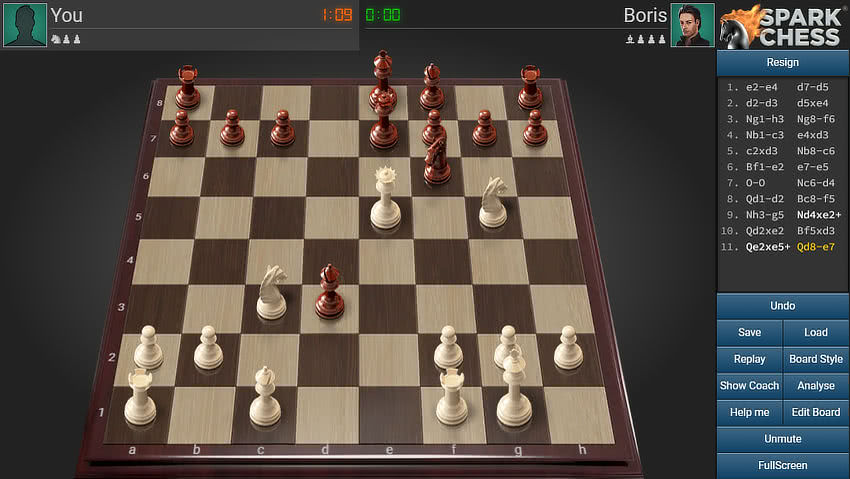 You 1:09 0:00 Boris
SPARK
CHESS
Resign
1. e2-e4 d7-d5
2. d2-d3 d5xe4
3. Ng1-h3 Ng8-f6
4. Nb1-c3 e4xd3
5. c2xd3 Nb8-c6
6. Bf1-e2 e7-e5
7. O-O Nc6-d4
8. Qd1-d2 Bc8-f5
9. Nh3-g5 Nd4xe2+
10. Qd2xe2 Bf5xd3
11. Qe2xe5+ Qd8-e7
8
7
6
5
4
3
2
1
a b c d e f g h
Undo
Save Load
Replay Board Style
Show Coach Analyse
Help me Edit Board
Unmute
FullScreen